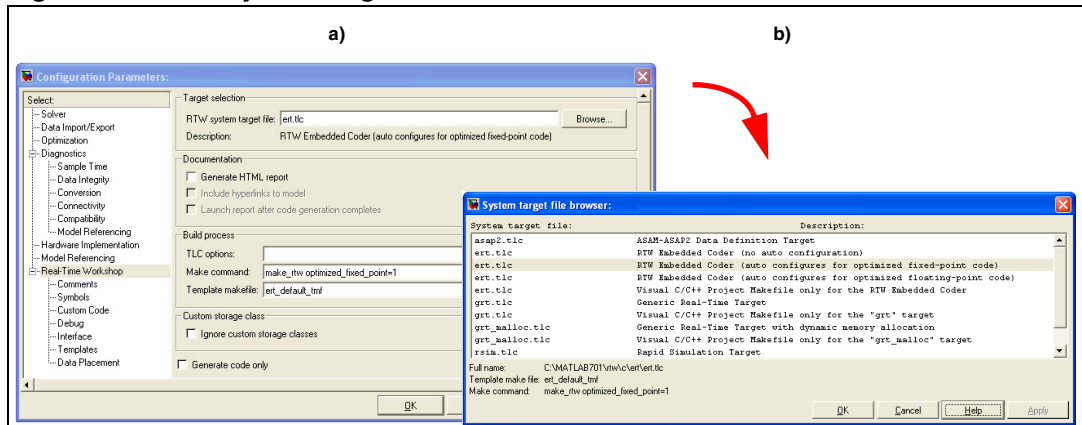 a)
b)
Configuration Parameters:
Select:
Solver
Data Import/Export
Optimization
Diagnostics
Sample Time
Data Integrity
Conversion
Connectivity
Compatibility
Model Referencing
Hardware Implementation
Model Referencing
Real-Time Workshop
Comments
Symbols
Custom Code
Debug
Interface
Templates
Data Placement
Target selection
RTW system target file: ert.tlc Browse...
Description: RTW Embedded Coder (auto configures for optimized fixed-point code)
Documentation
Generate HTML report
Include hyperlinks to model
Launch report after code generation completes
Build process
TLC options:
Make command: make_rtw optimized_fixed_point=1
Template makefile: ert_default_tmf
Custom storage class
Ignore custom storage classes
Generate code only
OK
System target file browser:
System target file: Description:
asap2.tlc ASAM-ASAP2 Data Definition Target
ert.tlc RTW Embedded Coder (no auto configuration)
ert.tlc RTW Embedded Coder (auto configures for optimized fixed-point code)
ert.tlc RTW Embedded Coder (auto configures for optimized floating-point code)
ert.tlc Visual C/C++ Project Makefile only for the RTW Embedded Coder
grt.tlc Generic Real-Time Target
grt.tlc Visual C/C++ Project Makefile only for the "grt" target
grt_malloc.tlc Generic Real-Time Target with dynamic memory allocation
grt_malloc.tlc Visual C/C++ Project Makefile only for the "grt_malloc" target
rsim.tlc Rapid Simulation Target
Full name: C:\MATLAB701\rtw\c\ert\ert.tlc
Template make file: ert_default_tmf
Make command: make_rtw optimized_fixed_point=1
OK Cancel Help Apply